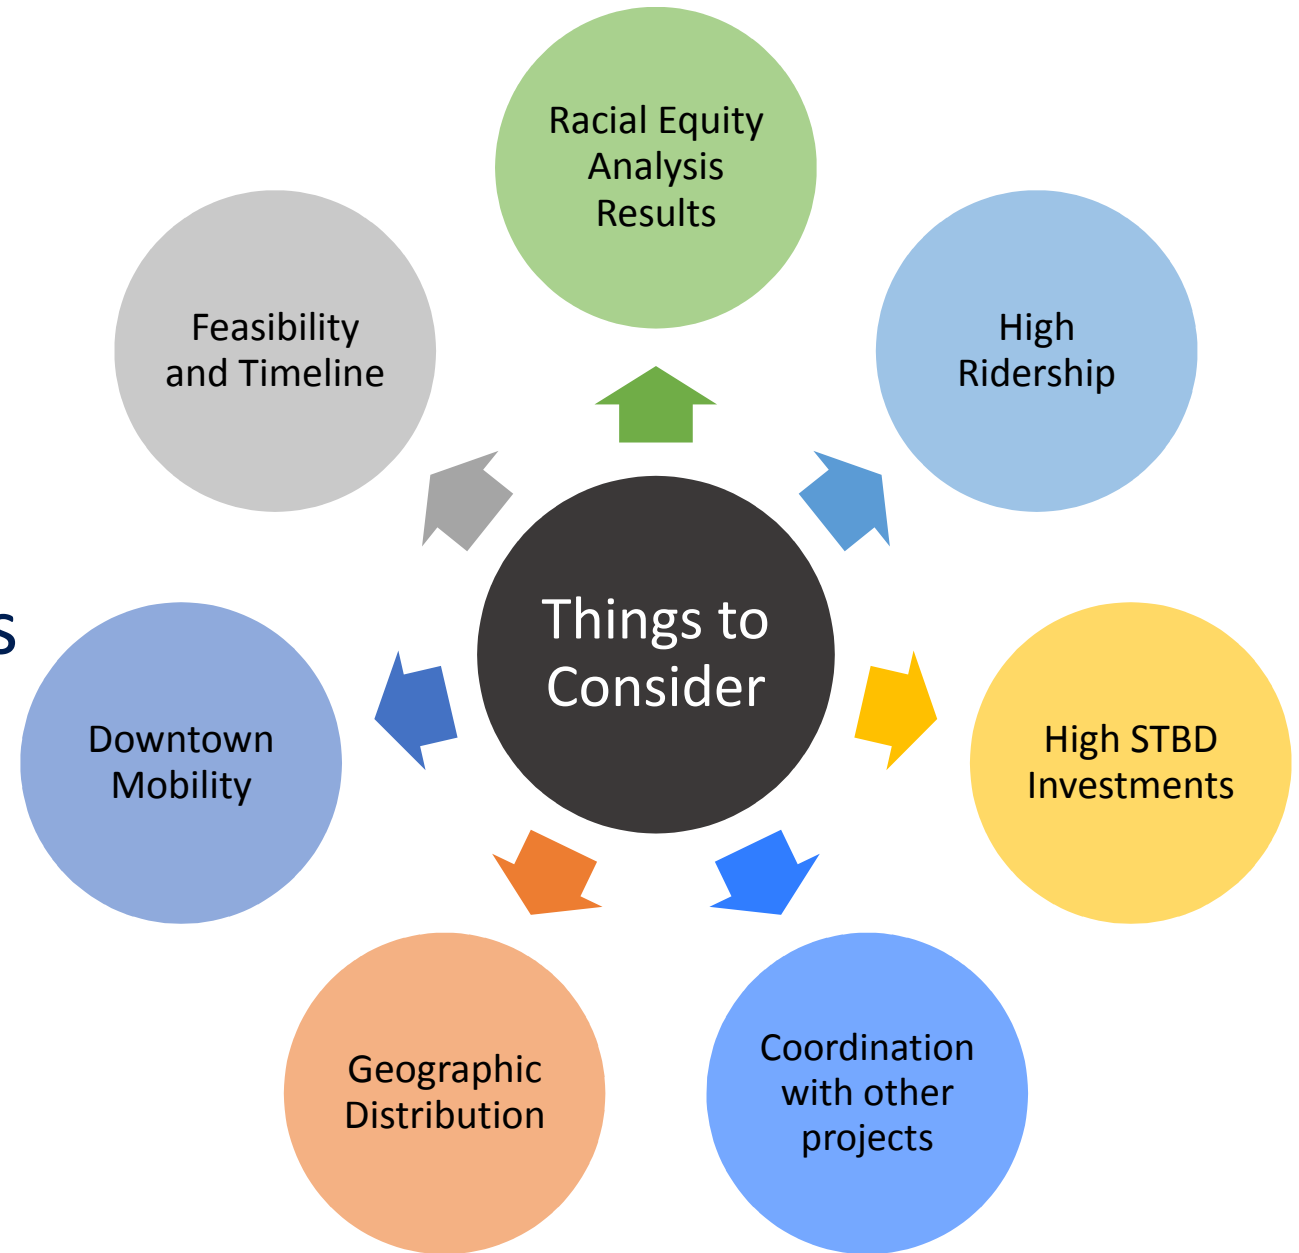 Racial Equity
Analysis
Results
High
Ridership
High STBD
Investments
Coordination
with other
projects
Geographic
Distribution
Downtown
Mobility
Feasibility
and Timeline
Things to
Consider
s